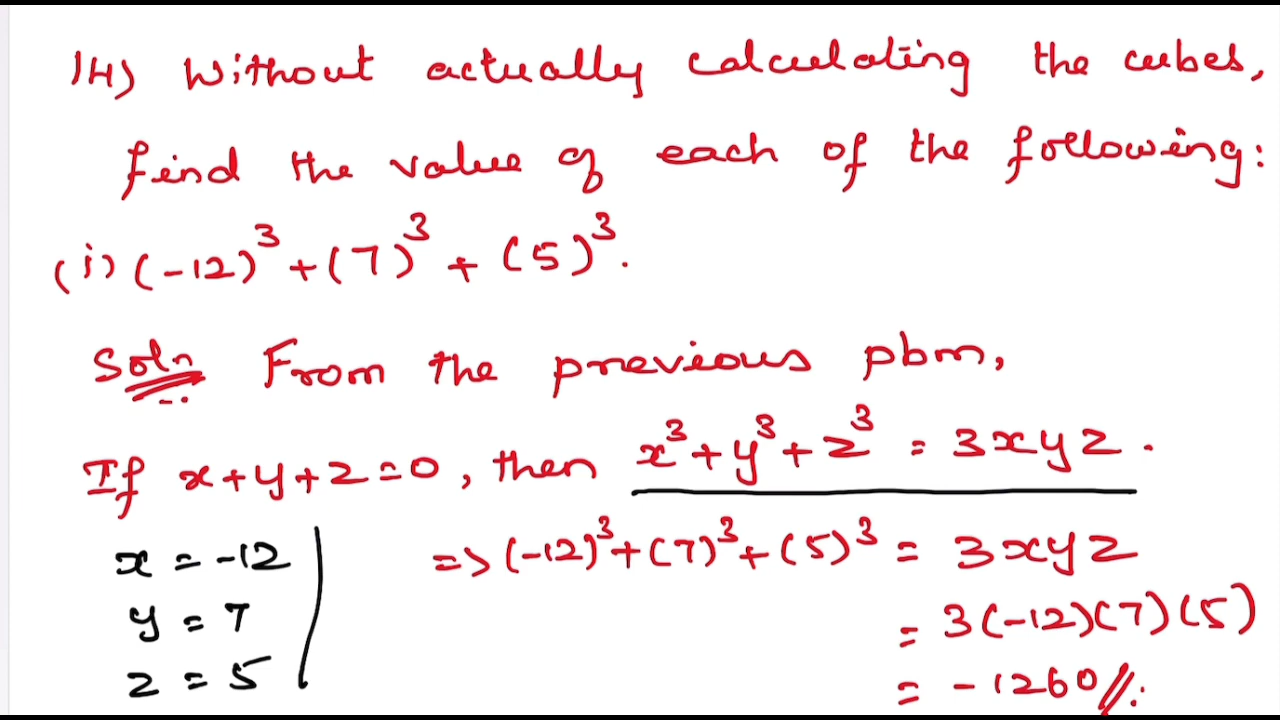 14) Without actually calculating the cubes,
find the value of each of the following:
(i) (-12)³ + (7)³ + (5)³.
Soln From the previous pbm,
If x+y+z=0, then x³+y³+z³ = 3xyz.
x = -12
y = 7
z = 5
=> (-12)³+(7)³+(5)³ = 3xyz
= 3(-12)(7)(5)
= -1260//.